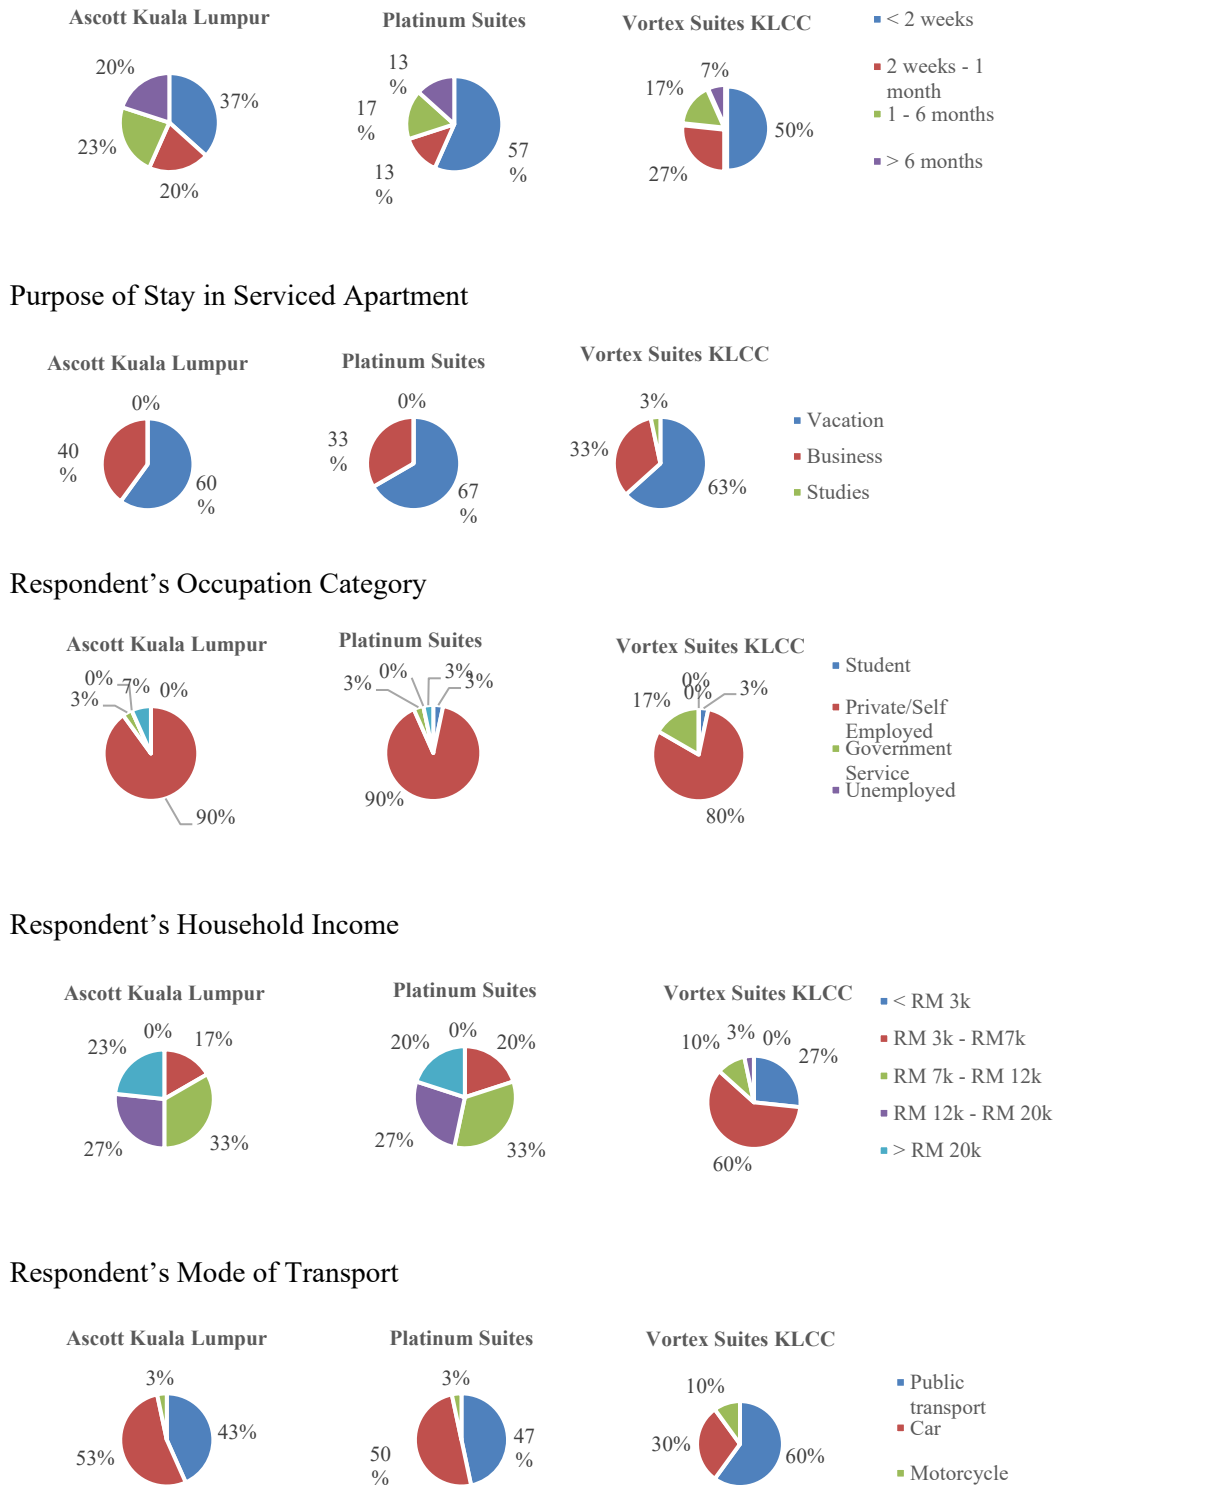 Ascott Kuala Lumpur
20%
37%
23%
20%
Platinum Suites
13
%
17
%
13
%
57
%
Vortex Suites KLCC
7%
17%
50%
27%
< 2 weeks
2 weeks - 1
month
1 - 6 months
> 6 months
Purpose of Stay in Serviced Apartment
Ascott Kuala Lumpur
0%
40
%
60
%
Platinum Suites
0%
33
%
67
%
Vortex Suites KLCC
3%
33%
63%
Vacation
Business
Studies
Respondent’s Occupation Category
Ascott Kuala Lumpur
0%
7%
0%
3%
90%
Platinum Suites
0%
3%
3%
3%
90%
Vortex Suites KLCC
0%
0%
3%
17%
80%
Student
Private/Self
Employed
Government
Service
Unemployed
Respondent’s Household Income
Ascott Kuala Lumpur
0%
17%
23%
27%
33%
Platinum Suites
0%
20%
20%
27%
33%
Vortex Suites KLCC
3%
0%
10%
27%
60%
< RM 3k
RM 3k - RM7k
RM 7k - RM 12k
RM 12k - RM 20k
> RM 20k
Respondent’s Mode of Transport
Ascott Kuala Lumpur
3%
43%
53%
Platinum Suites
3%
47
%
50
%
Vortex Suites KLCC
10%
30%
60%
Public
transport
Car
Motorcycle